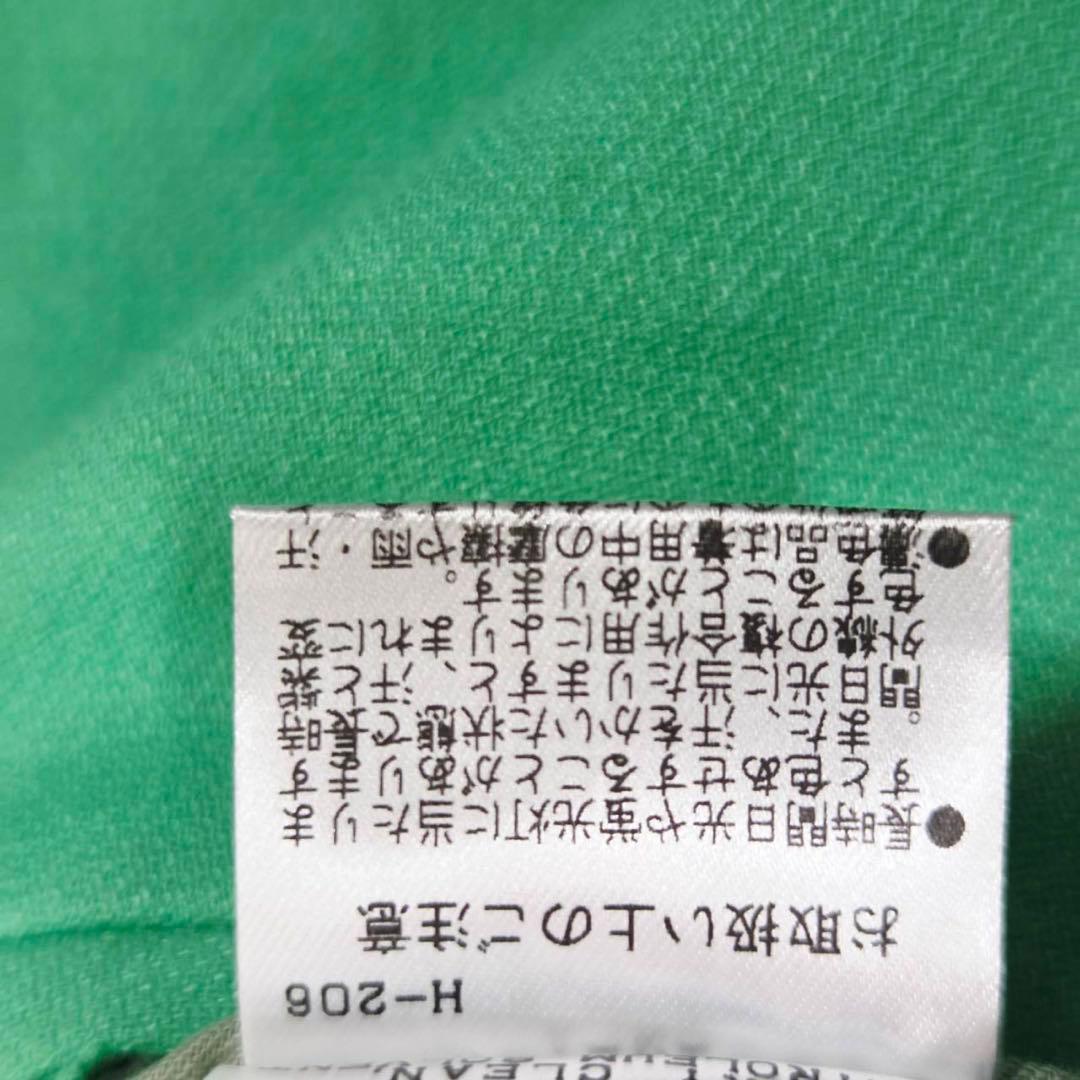 H-206
お取扱い上のご注意
●長時間日光や蛍光灯に当たりま
すと色あせすることがあります
。また、汗をかいた状態で長時
間日光に当たりますと、汗と紫
外線の複合作用によりまれに変
色することがあります。
●濃色品は着用中の摩擦や雨・汗